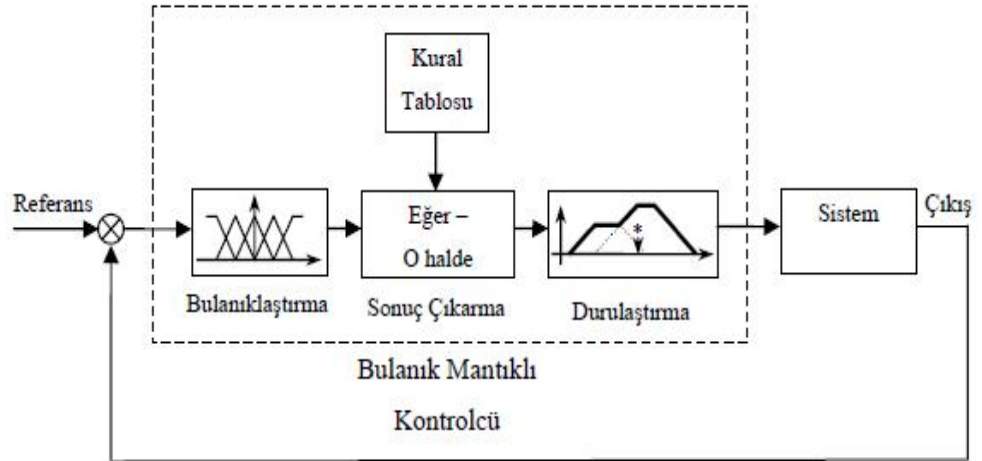 Kural
Tablosu
Referans
Eğer –
O halde
*
Sistem
Çıkış
Bulanıklaştırma
Sonuç Çıkarma
Durulaştırma
Bulanık Mantıklı
Kontrolcü